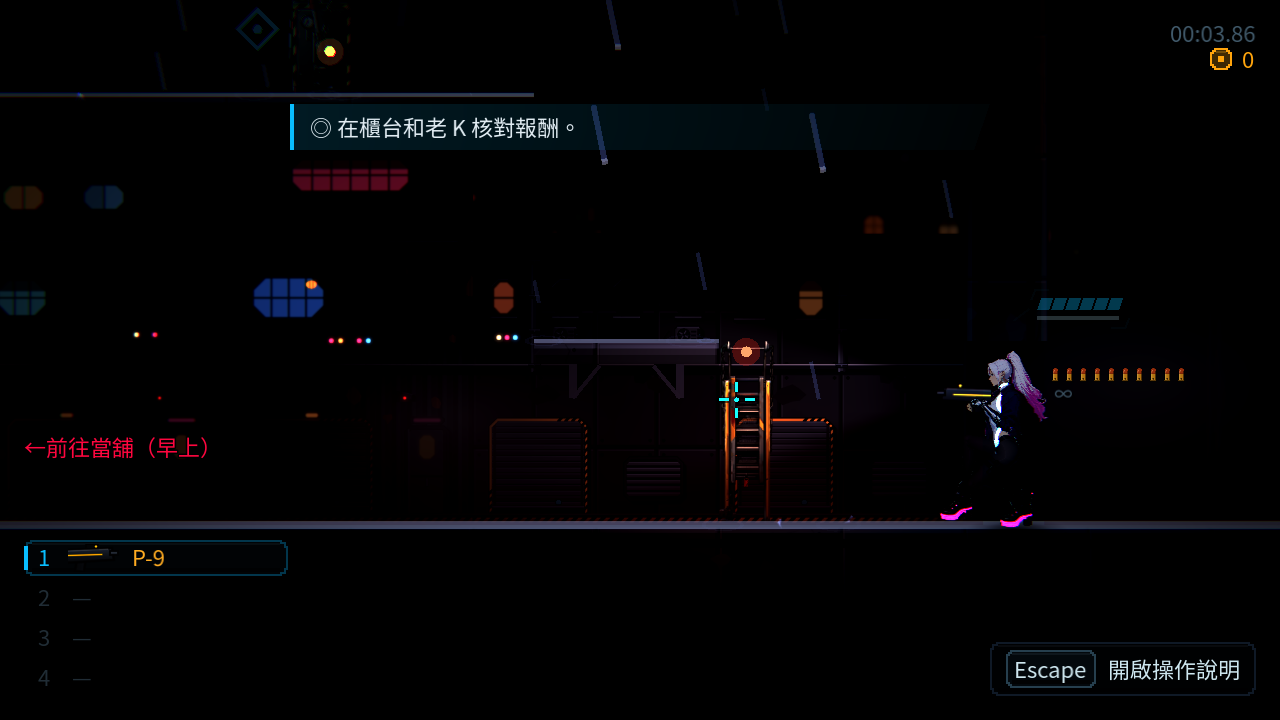 00:03.86
0
◎ 在櫃台和老 K 核對報酬。
∞
←前往當舖（早上）
1 P-9
2 —
3 —
4 —
Escape 開啟操作說明